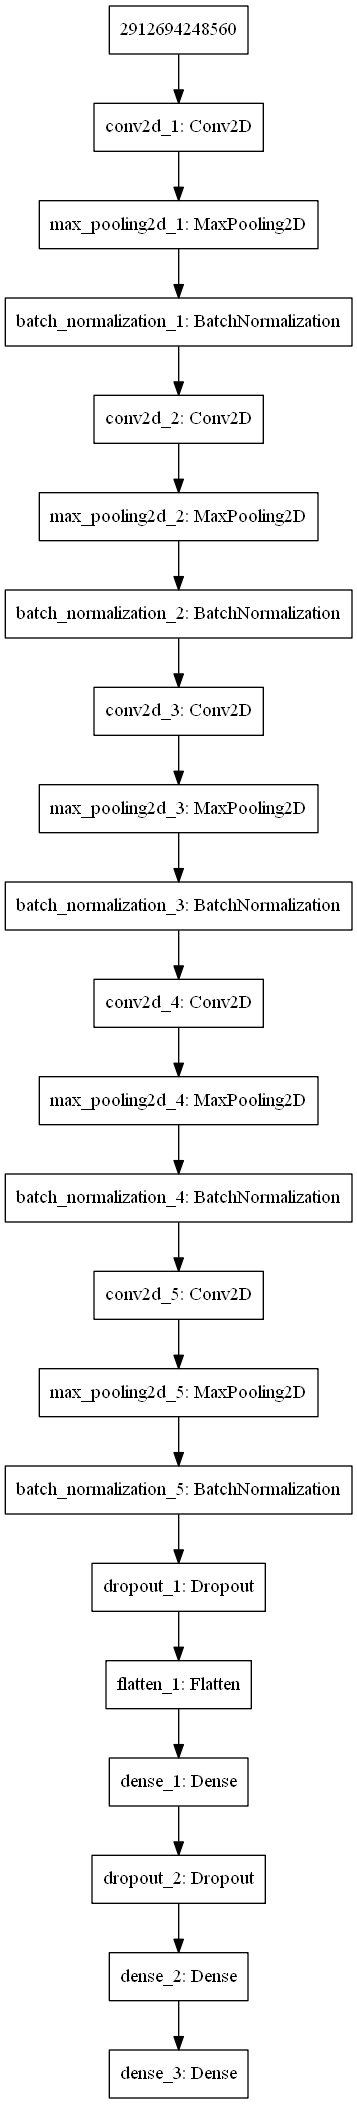 2912694248560
conv2d_1: Conv2D
max_pooling2d_1: MaxPooling2D
batch_normalization_1: BatchNormalization
conv2d_2: Conv2D
max_pooling2d_2: MaxPooling2D
batch_normalization_2: BatchNormalization
conv2d_3: Conv2D
max_pooling2d_3: MaxPooling2D
batch_normalization_3: BatchNormalization
conv2d_4: Conv2D
max_pooling2d_4: MaxPooling2D
batch_normalization_4: BatchNormalization
conv2d_5: Conv2D
max_pooling2d_5: MaxPooling2D
batch_normalization_5: BatchNormalization
dropout_1: Dropout
flatten_1: Flatten
dense_1: Dense
dropout_2: Dropout
dense_2: Dense
dense_3: Dense